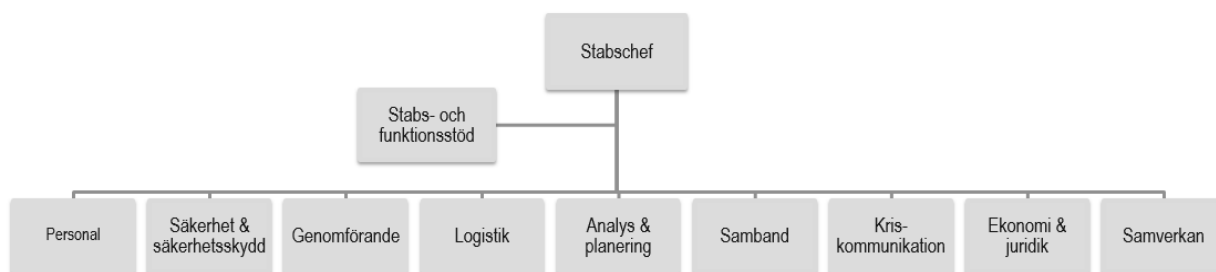 Stabschef
Stabs- och
funktionsstöd
Personal
Säkerhet &
säkerhetsskydd
Genomförande
Logistik
Analys &
planering
Samband
Kris-
kommunikation
Ekonomi &
juridik
Samverkan